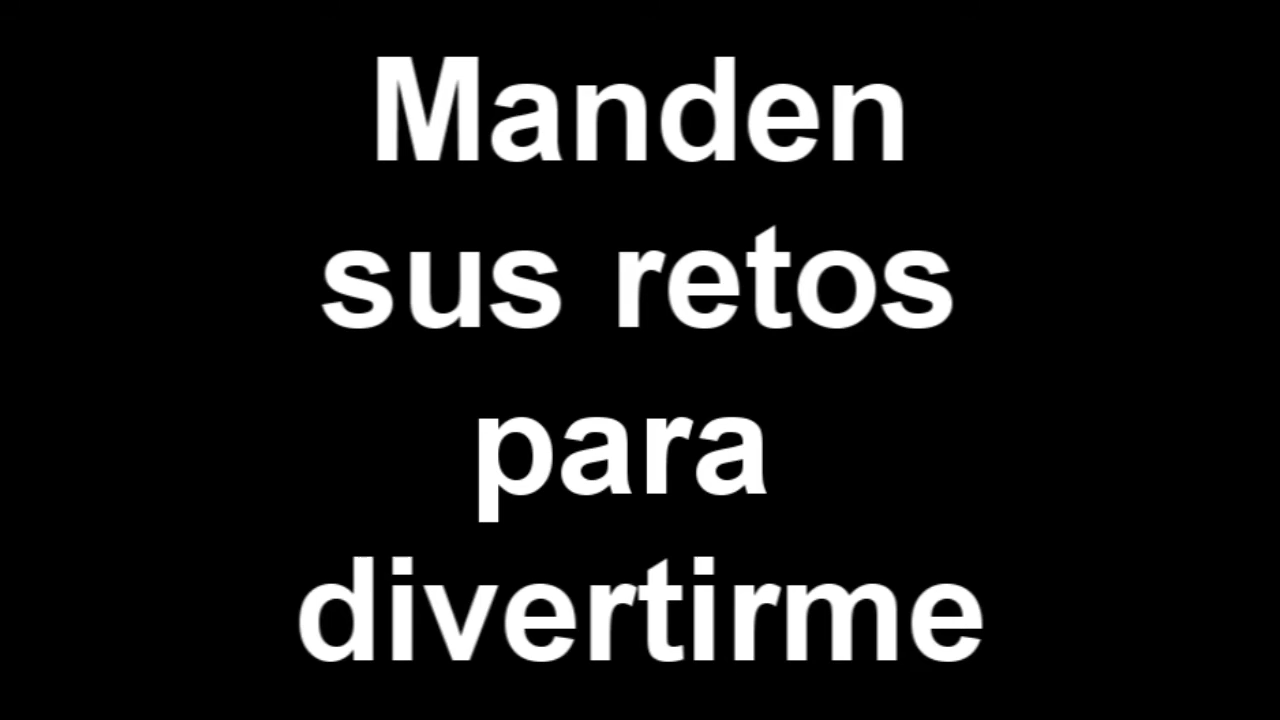 Manden
sus retos
para
divertirme